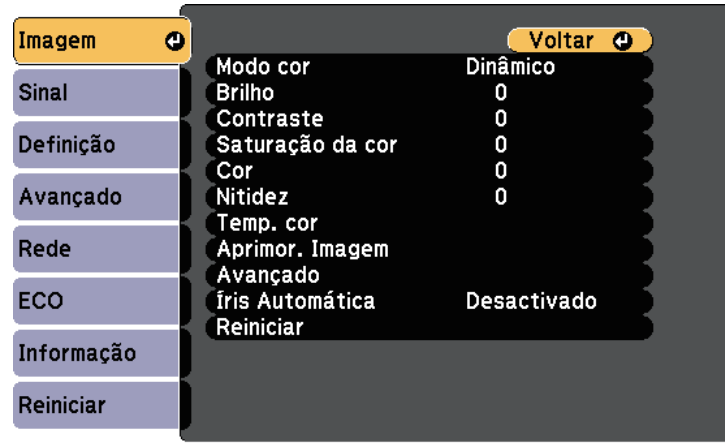 Imagem
Sinal
Definição
Avançado
Rede
ECO
Informação
Reiniciar
Voltar
Modo cor Dinâmico
Brilho 0
Contraste 0
Saturação da cor 0
Cor 0
Nitidez 0
Temp. cor
Aprimor. Imagem
Avançado
Íris Automática Desactivado
Reiniciar